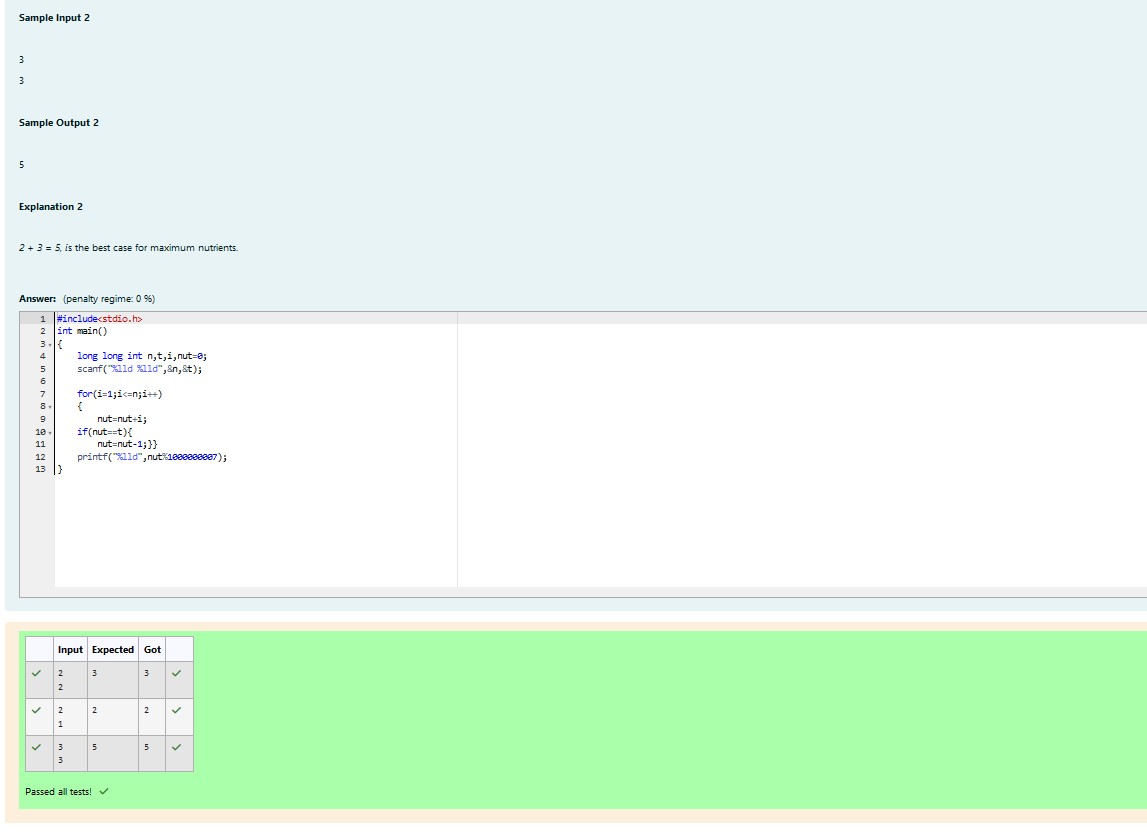 Sample Input 2
3
3
Sample Output 2
5
Explanation 2
2 + 3 = 5, is the best case for maximum nutrients.
Answer: (penalty regime: 0 %)
1 #include<stdio.h>
2 int main()
3 {
4 long long int n,t,i,nut=0;
5 scanf("%lld %lld",&n,&t);
6
7 for(i=1;i<=n;i++)
8 {
9 nut=nut+i;
10 if(nut==t){
11 nut=nut-1;}}
12 printf("%lld",nut%1000000007);
13 }
Input Expected Got
2 3 3
2
2 2 2
1
3 5 5
3
Passed all tests!